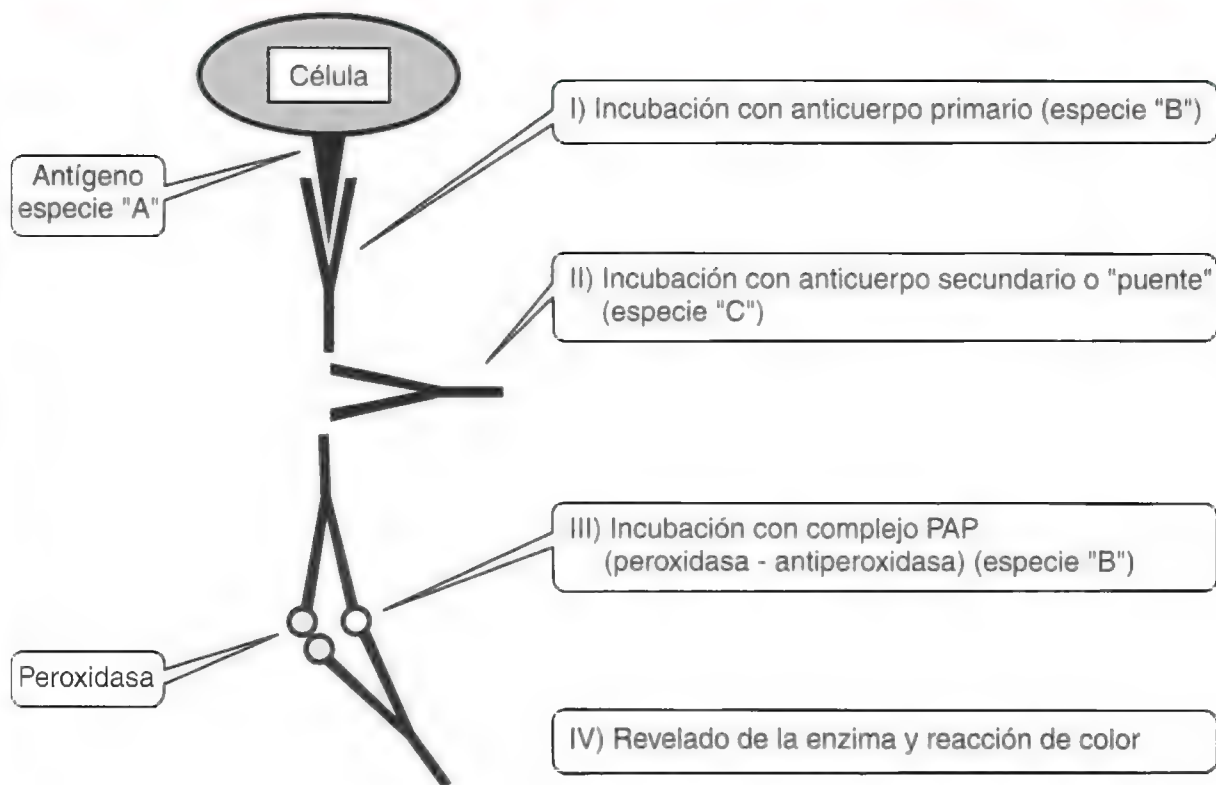 Célula
I) Incubación con anticuerpo primario (especie "B")
Antígeno
especie "A"
II) Incubación con anticuerpo secundario o "puente"
(especie "C")
III) Incubación con complejo PAP
(peroxidasa - antiperoxidasa) (especie "B")
Peroxidasa
IV) Revelado de la enzima y reacción de color